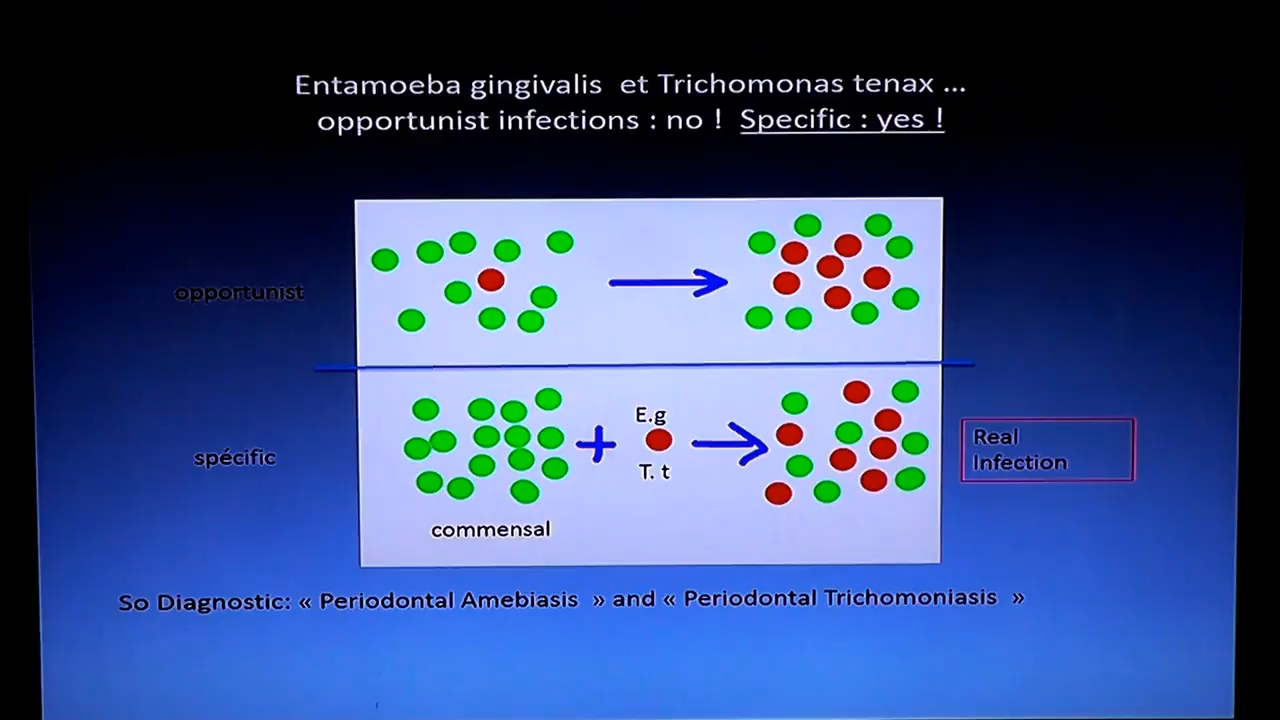 Entamoeba gingivalis et Trichomonas tenax ...
opportunist infections : no ! Specific : yes !
opportunist
E.g
T. t
spécific
Real
Infection
commensal
So Diagnostic: « Periodontal Amebiasis » and « Periodontal Trichomoniasis »